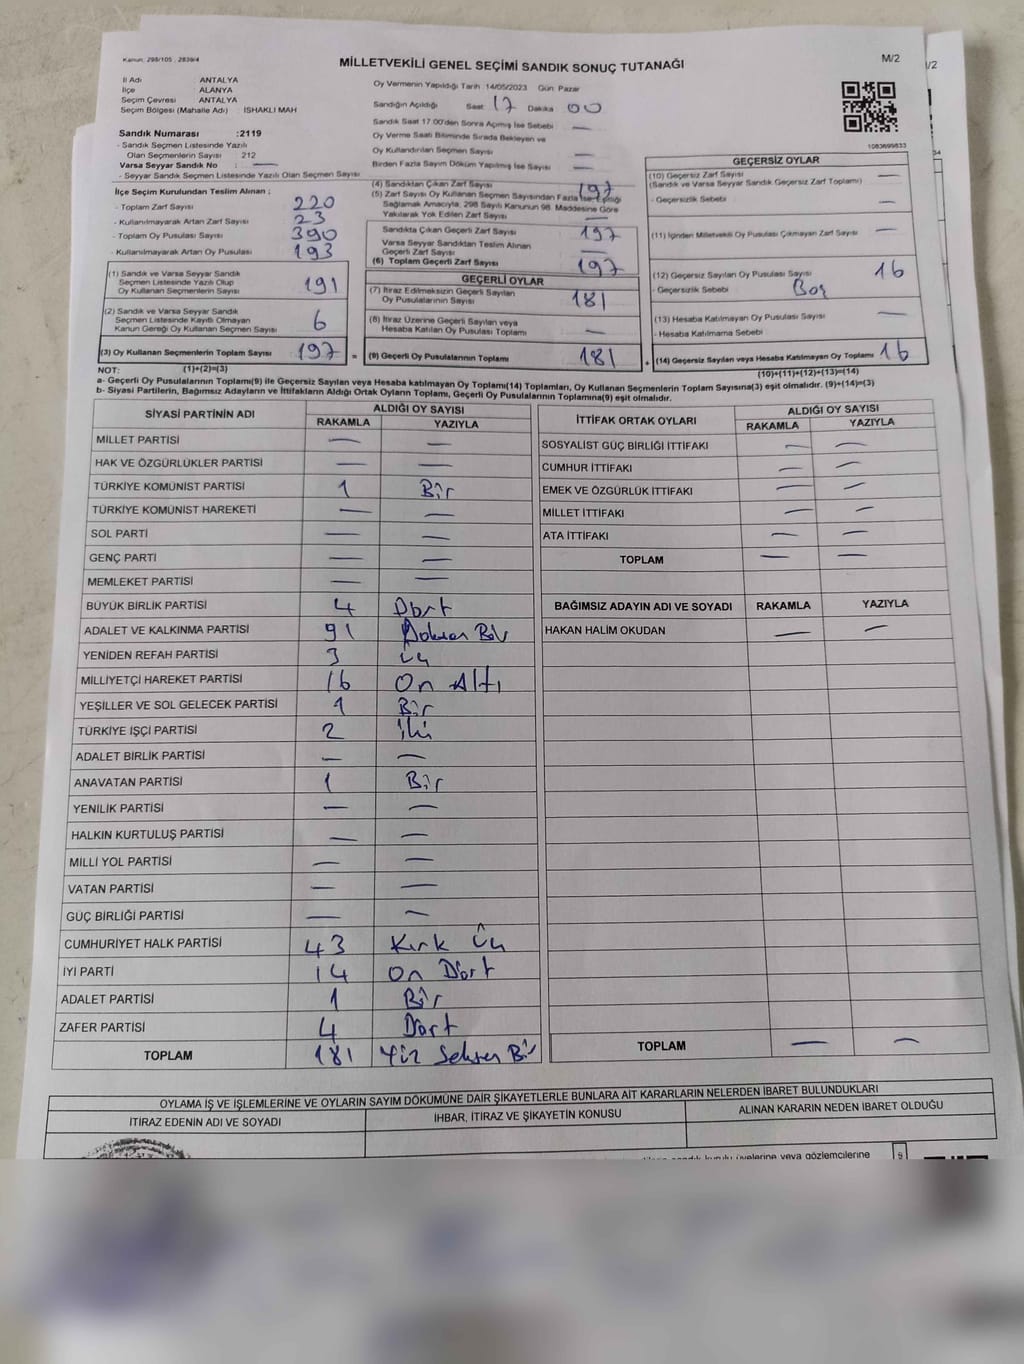 Kanun, 298/105 , 2839/4
MİLLETVEKİLİ GENEL SEÇİMİ SANDIK SONUÇ TUTANAĞI
M/2
/2
İl Adı ANTALYA
İlçe ALANYA
Seçim Çevresi ANTALYA
Seçim Bölgesi (Mahalle Adı) ISHAKLI MAH
Sandık Numarası :2119
- Sandık Seçmen Listesinde Yazılı
Olan Seçmenlerin Sayısı 212
Varsa Seyyar Sandık No : —
- Seyyar Sandık Seçmen Listesinde Yazılı Olan Seçmen Sayısı
İlçe Seçim Kurulundan Teslim Alınan ;
- Toplam Zarf Sayısı : 220
- Kullanılmayarak Artan Zarf Sayısı : 23
- Toplam Oy Pusulası Sayısı : 390
- Kullanılmayarak Artan Oy Pusulası : 193
(1) Sandık ve Varsa Seyyar Sandık
Seçmen Listesinde Yazılı Olup
Oy Kullanan Seçmenlerin Sayısı 191
(2) Sandık ve Varsa Seyyar Sandık
Seçmen Listesinde Kayıtlı Olmayan
Kanun Gereği Oy Kullanan Seçmen Sayısı 6
(3) Oy Kullanan Seçmenlerin Toplam Sayısı 197 =
Oy Vermenin Yapıldığı Tarih 14/05/2023 Gün Pazar
Sandığın Açıldığı Saat 17 Dakika 00
Sandık Saat 17:00'den Sonra Açılmış İse Sebebi —
Oy Verme Saati Bitiminde Sırada Bekleyen ve
Oy Kullandırılan Seçmen Sayısı —
Birden Fazla Sayım Döküm Yapılmış İse Sayısı —
(4) Sandıktan Çıkan Zarf Sayısı 197
(5) Zarf Sayısı Oy Kullanan Seçmen Sayısından Fazla İse Eşitliği
Sağlamak Amacıyla, 298 Sayılı Kanunun 98. Maddesine Göre
Yakılarak Yok Edilen Zarf Sayısı —
Sandıkta Çıkan Geçerli Zarf Sayısı 197
Varsa Seyyar Sandıktan Teslim Alınan
Geçerli Zarf Sayısı —
(6) Toplam Geçerli Zarf Sayısı 197
GEÇERLİ OYLAR
(7) İtiraz Edilmeksizin Geçerli Sayılan
Oy Pusulalarının Sayısı 181
(8) İtiraz Üzerine Geçerli Sayılan veya
Hesaba Katılan Oy Pusulası Toplamı —
(9) Geçerli Oy Pusulalarının Toplamı 181 +
1083699833
GEÇERSİZ OYLAR
(10) Geçersiz Zarf Sayısı —
(Sandık ve Varsa Seyyar Sandık Geçersiz Zarf Toplamı)
- Geçersizlik Sebebi —
(11) İçinden Milletvekili Oy Pusulası Çıkmayan Zarf Sayısı —
(12) Geçersiz Sayılan Oy Pusulası Sayısı 16
- Geçersizlik Sebebi Boş
(13) Hesaba Katılmayan Oy Pusulası Sayısı —
- Hesaba Katılmama Sebebi
(14) Geçersiz Sayılan veya Hesaba Katılmayan Oy Toplamı 16
NOT: (1)+(2)=(3) (10)+(11)+(12)+(13)=(14)
a- Geçerli Oy Pusulalarının Toplamı(9) ile Geçersiz Sayılan veya Hesaba katılmayan Oy Toplamı(14) Toplamları, Oy Kullanan Seçmenlerin Toplam Sayısına(3) eşit olmalıdır. (9)+(14)=(3)
b- Siyasi Partilerin, Bağımsız Adayların ve İttifakların Aldığı Ortak Oyların Toplamı, Geçerli Oy Pusulalarının Toplamına(9) eşit olmalıdır.
SİYASİ PARTİNİN ADI ALDIĞI OY SAYISI
RAKAMLA YAZIYLA
MİLLET PARTİSİ — —
HAK VE ÖZGÜRLÜKLER PARTİSİ — —
TÜRKİYE KOMÜNİST PARTİSİ 1 Bir
TÜRKİYE KOMÜNİST HAREKETİ — —
SOL PARTİ — —
GENÇ PARTİ — —
MEMLEKET PARTİSİ — —
BÜYÜK BİRLİK PARTİSİ 4 Dört
ADALET VE KALKINMA PARTİSİ 91 Doksan Bir
YENİDEN REFAH PARTİSİ 3 Üç
MİLLİYETÇİ HAREKET PARTİSİ 16 On Altı
YEŞİLLER VE SOL GELECEK PARTİSİ 1 Bir
TÜRKİYE İŞÇİ PARTİSİ 2 İki
ADALET BİRLİK PARTİSİ — —
ANAVATAN PARTİSİ 1 Bir
YENİLİK PARTİSİ — —
HALKIN KURTULUŞ PARTİSİ — —
MİLLİ YOL PARTİSİ — —
VATAN PARTİSİ — —
GÜÇ BİRLİĞİ PARTİSİ — —
CUMHURİYET HALK PARTİSİ 43 Kırk Üç
İYİ PARTİ 14 On Dört
ADALET PARTİSİ 1 Bir
ZAFER PARTİSİ 4 Dört
TOPLAM 181 Yüz Seksen Bir
İTTİFAK ORTAK OYLARI ALDIĞI OY SAYISI
RAKAMLA YAZIYLA
SOSYALİST GÜÇ BİRLİĞİ İTTİFAKI — —
CUMHUR İTTİFAKI — —
EMEK VE ÖZGÜRLÜK İTTİFAKI — —
MİLLET İTTİFAKI — —
ATA İTTİFAKI — —
TOPLAM — —
BAĞIMSIZ ADAYIN ADI VE SOYADI RAKAMLA YAZIYLA
HAKAN HALİM OKUDAN — —
TOPLAM — —
OYLAMA İŞ VE İŞLEMLERİNE VE OYLARIN SAYIM DÖKÜMÜNE DAİR ŞİKAYETLERLE BUNLARA AİT KARARLARIN NELERDEN İBARET BULUNDUKLARI
İTİRAZ EDENİN ADI VE SOYADI İHBAR, İTİRAZ VE ŞİKAYETİN KONUSU ALINAN KARARIN NEDEN İBARET OLDUĞU
sandık kurulu üyelerine veya gözlemcilerine
9